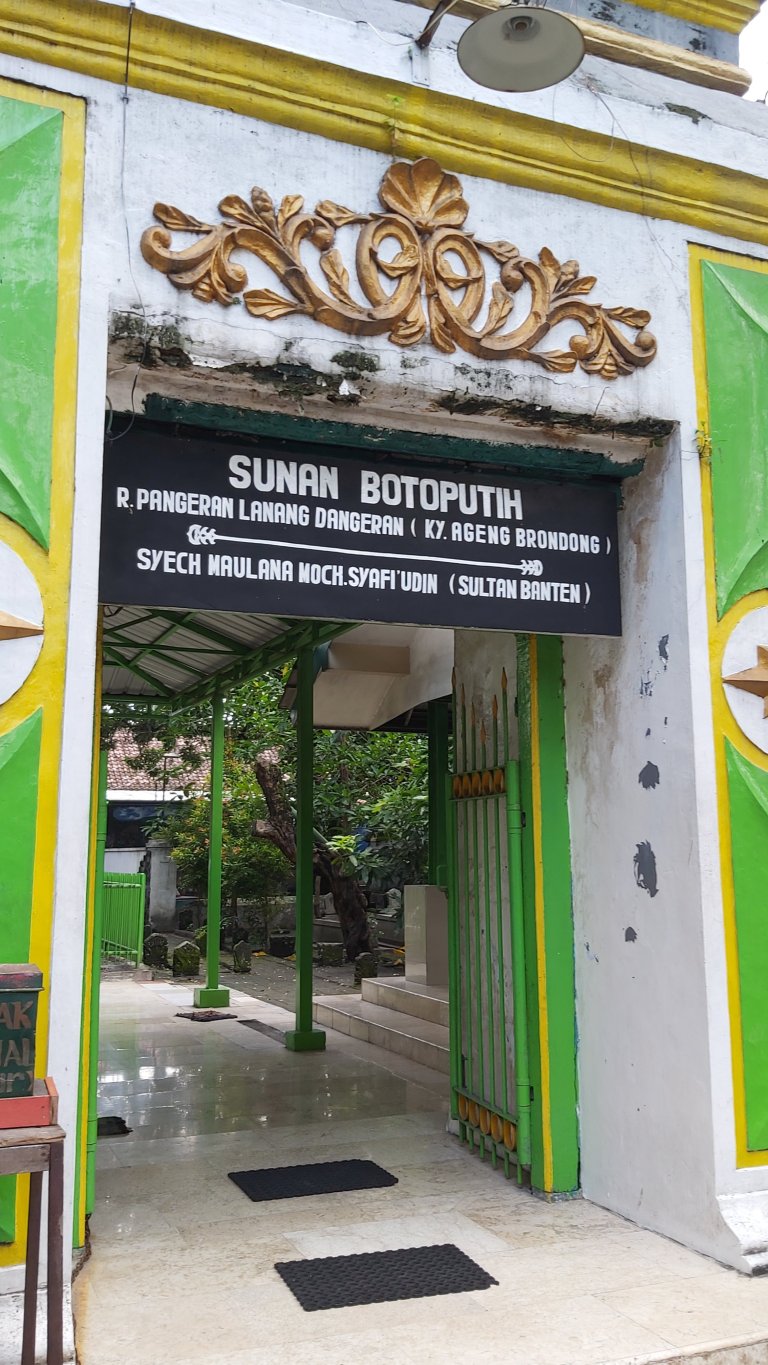 SUNAN BOTOPUTIH
R. PANGERAN LANANG DANGERAN ( KY. AGENG BRONDONG )
SYECH MAULANA MOCH.SYAFI'UDIN (SULTAN BANTEN)